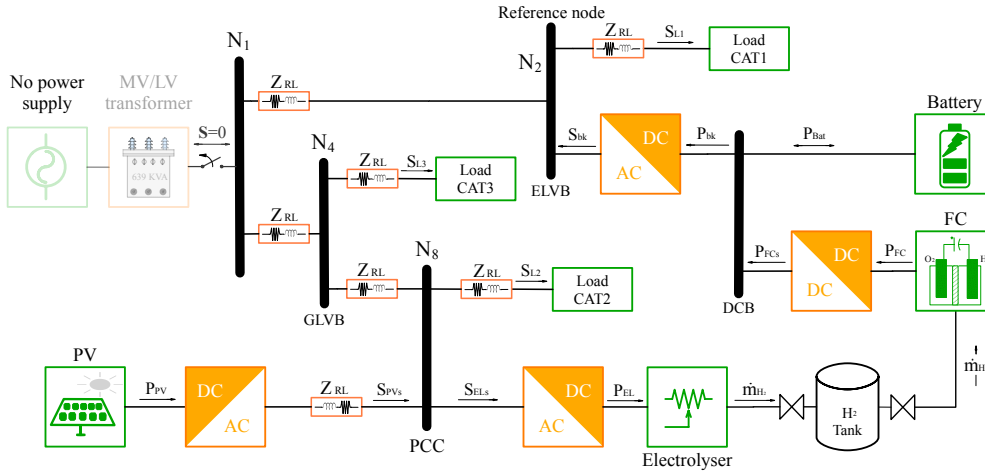 Reference node
N1
N2
ZRL
SL1
Load
CAT1
No power
supply
MV/LV
transformer
S=0
639 KVA
ZRL
N4
ZRL
SL3
Load
CAT3
Sbk
DC
AC
Pbk
PBat
Battery
ELVB
ZRL
N8
ZRL
ZRL
SL2
Load
CAT2
GLVB
PFCs
DC
DC
PFC
FC
O2
H
DCB
PV
PPV
DC
AC
ZRL
SPVs
SELs
DC
AC
PEL
ṁH2
H2
Tank
ṁH
PCC
Electrolyser